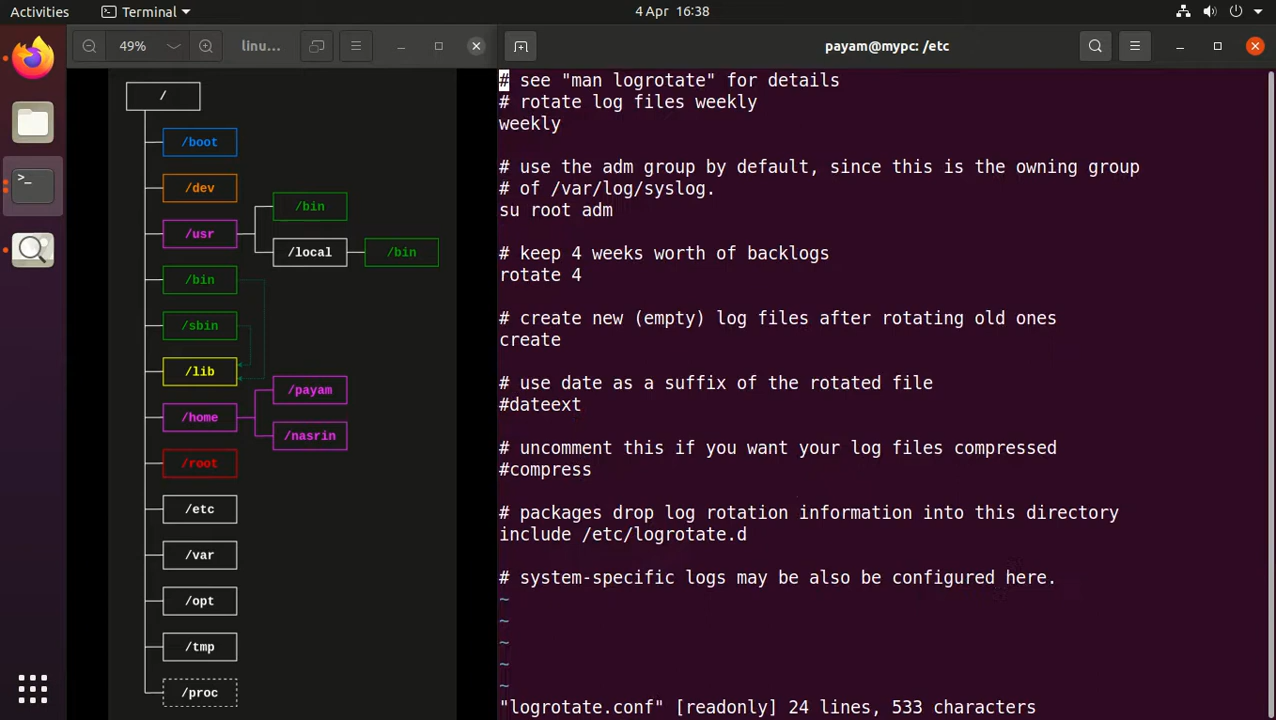 Activities
Terminal
4 Apr 16:38
49%
linu...
payam@mypc: /etc
/
/boot
/dev
/bin
/usr
/local
/bin
/bin
/sbin
/lib
/payam
/home
/nasrin
/root
/etc
/var
/opt
/tmp
/proc
# see "man logrotate" for details
# rotate log files weekly
weekly
# use the adm group by default, since this is the owning group
# of /var/log/syslog.
su root adm
# keep 4 weeks worth of backlogs
rotate 4
# create new (empty) log files after rotating old ones
create
# use date as a suffix of the rotated file
#dateext
# uncomment this if you want your log files compressed
#compress
# packages drop log rotation information into this directory
include /etc/logrotate.d
# system-specific logs may be also be configured here.
~
~
~
~
~
"logrotate.conf" [readonly] 24 lines, 533 characters